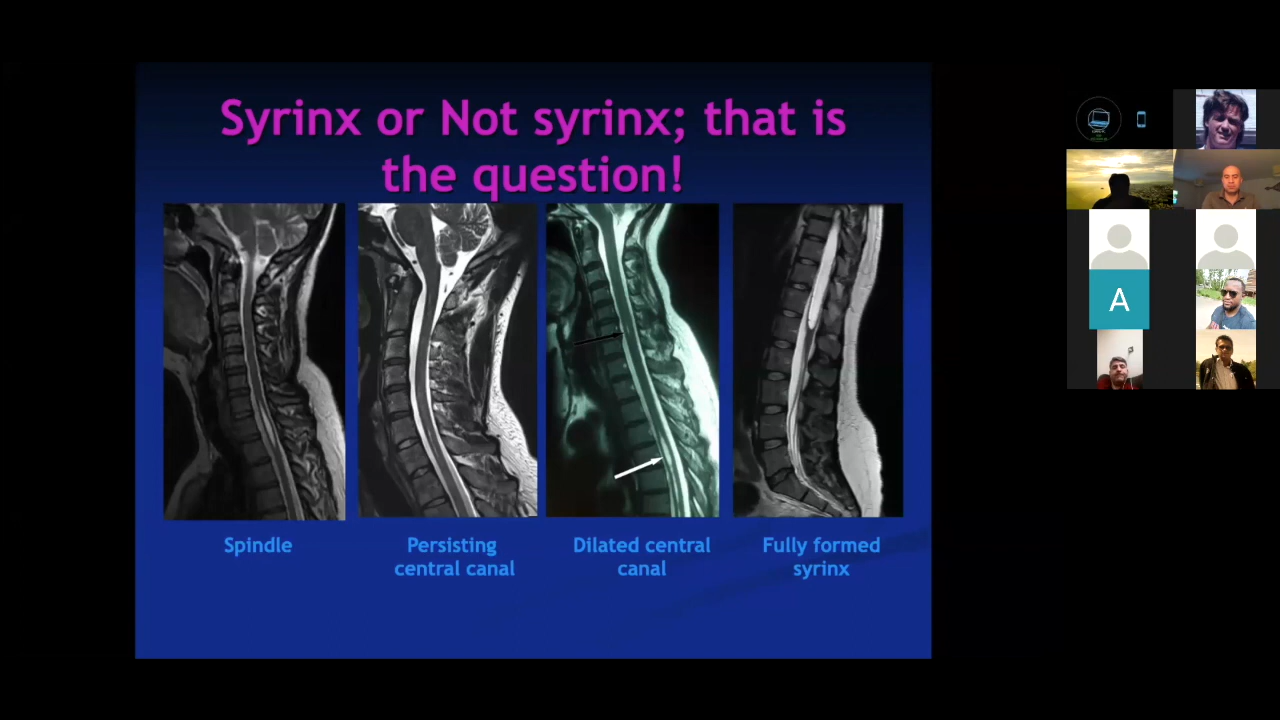 Syrinx or Not syrinx; that is
the question!
Spindle
Persisting
central canal
Dilated central
canal
Fully formed
syrinx
A